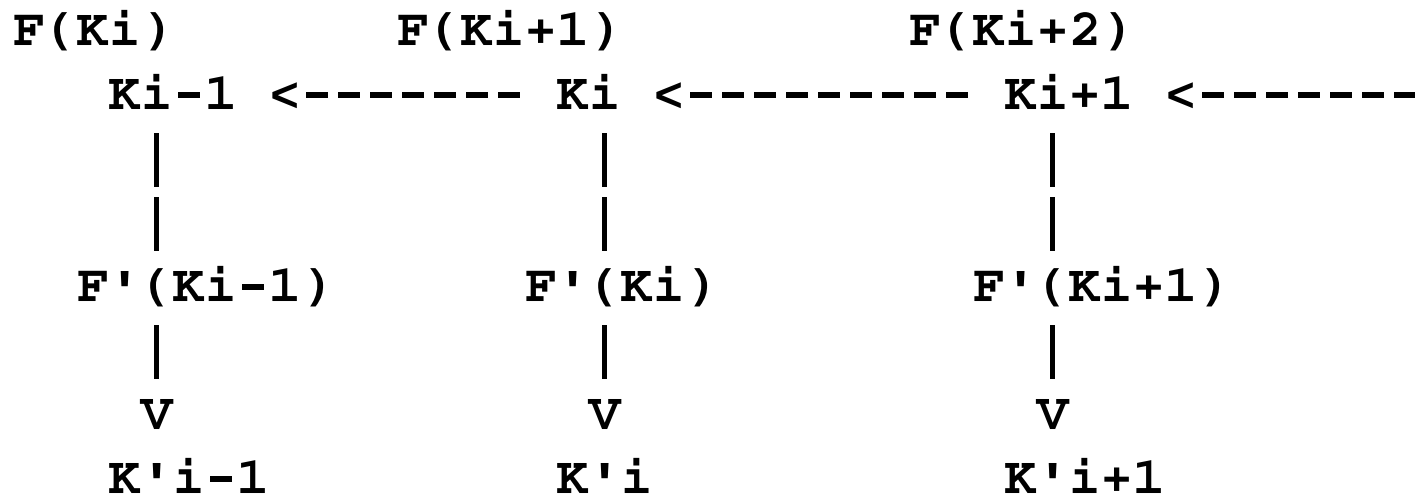 F(Ki) F(Ki+1) F(Ki+2)
Ki-1 <------- Ki <--------- Ki+1 <-------
| | |
| | |
F'(Ki-1) F'(Ki) F'(Ki+1)
| | |
V V V
K'i-1 K'i K'i+1